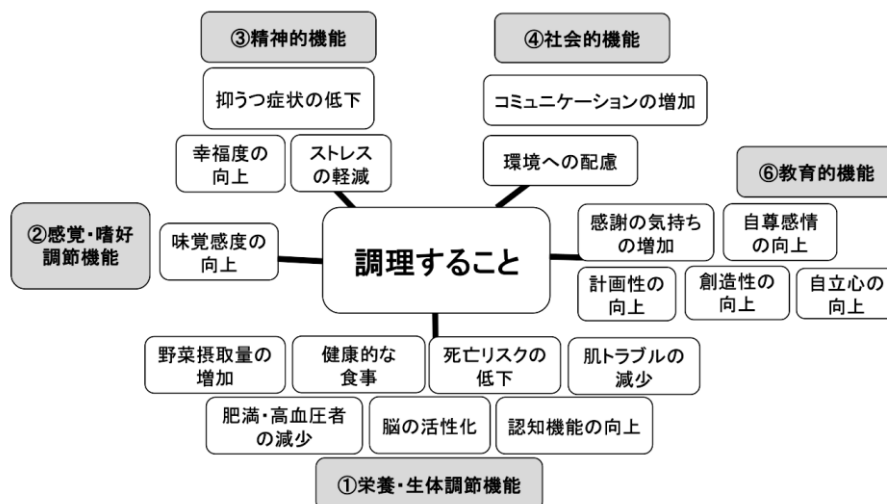 ③精神的機能
④社会的機能
抑うつ症状の低下
コミュニケーションの増加
幸福度の
向上
ストレス
の軽減
環境への配慮
⑥教育的機能
②感覚・嗜好
調節機能
味覚感度の
向上
調理すること
感謝の気持ち
の増加
自尊感情
の向上
計画性の
向上
創造性の
向上
自立心の
向上
野菜摂取量の
増加
健康的な
食事
死亡リスクの
低下
肌トラブルの
減少
肥満・高血圧者
の減少
脳の活性化
認知機能の向上
①栄養・生体調節機能